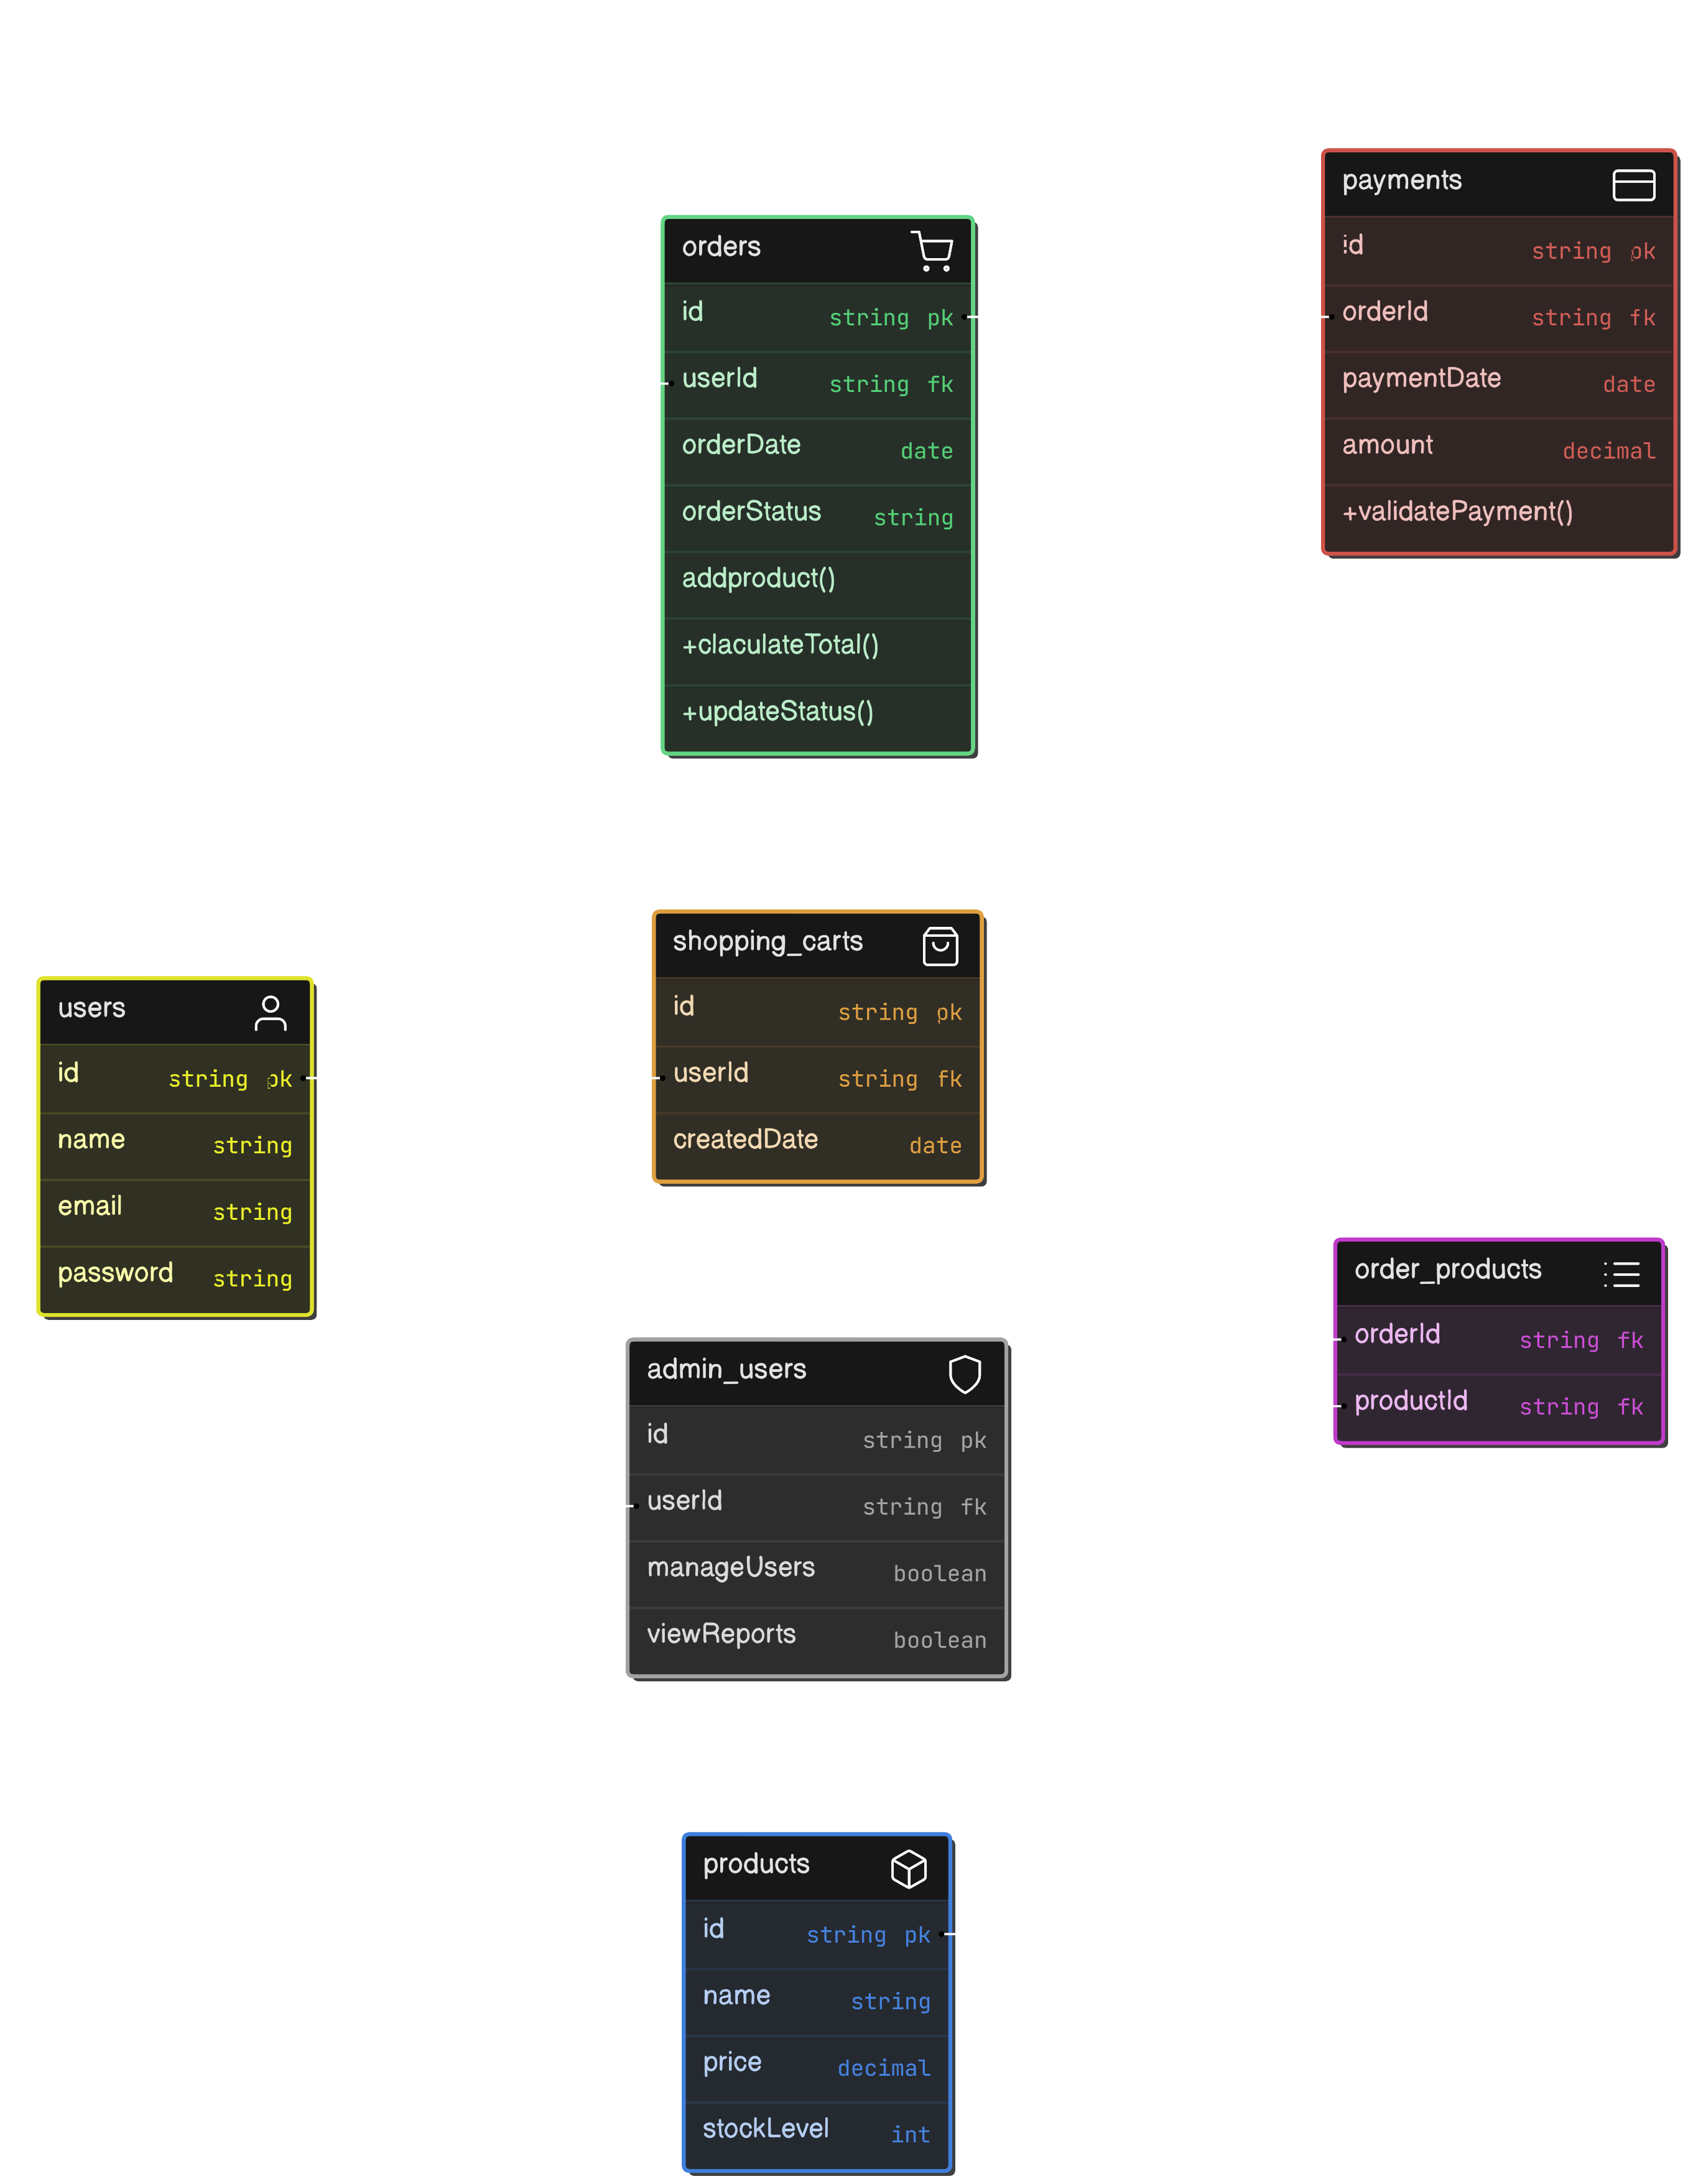 payments
id string pk
orderId string fk
paymentDate date
amount decimal
+validatePayment()
orders
id string pk
userId string fk
orderDate date
orderStatus string
addproduct()
+claculateTotal()
+updateStatus()
shopping_carts
id string pk
userId string fk
createdDate date
users
id string pk
name string
email string
password string
order_products
orderId string fk
productId string fk
admin_users
id string pk
userId string fk
manageUsers boolean
viewReports boolean
products
id string pk
name string
price decimal
stockLevel int